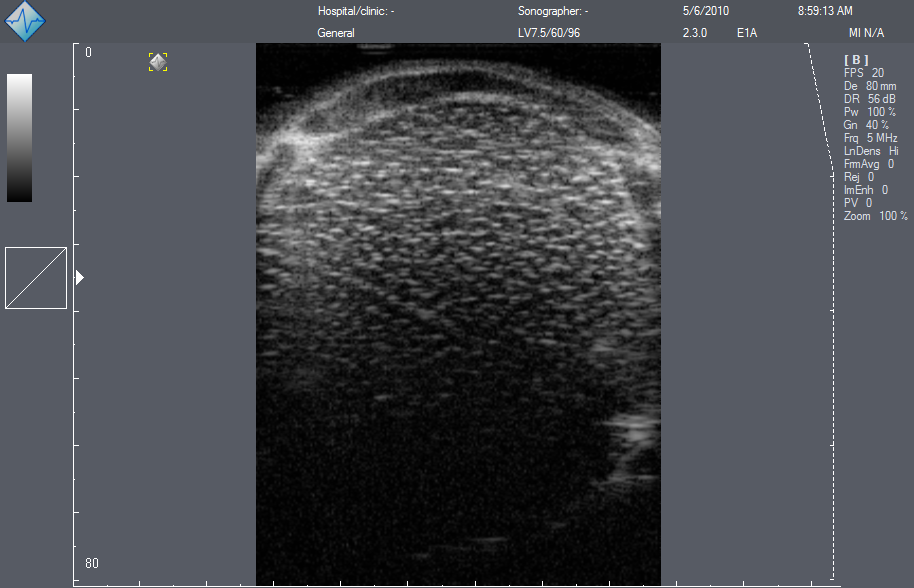 Hospital/clinic: - Sonographer: - 5/6/2010 8:59:13 AM
General LV7.5/60/96 2.3.0 E1A MI N/A
0
[ B ]
FPS 20
De 80 mm
DR 56 dB
Pw 100 %
Gn 40 %
Frq 5 MHz
LnDens Hi
FrmAvg 0
Rej 0
ImEnh 0
PV 0
Zoom 100 %
80